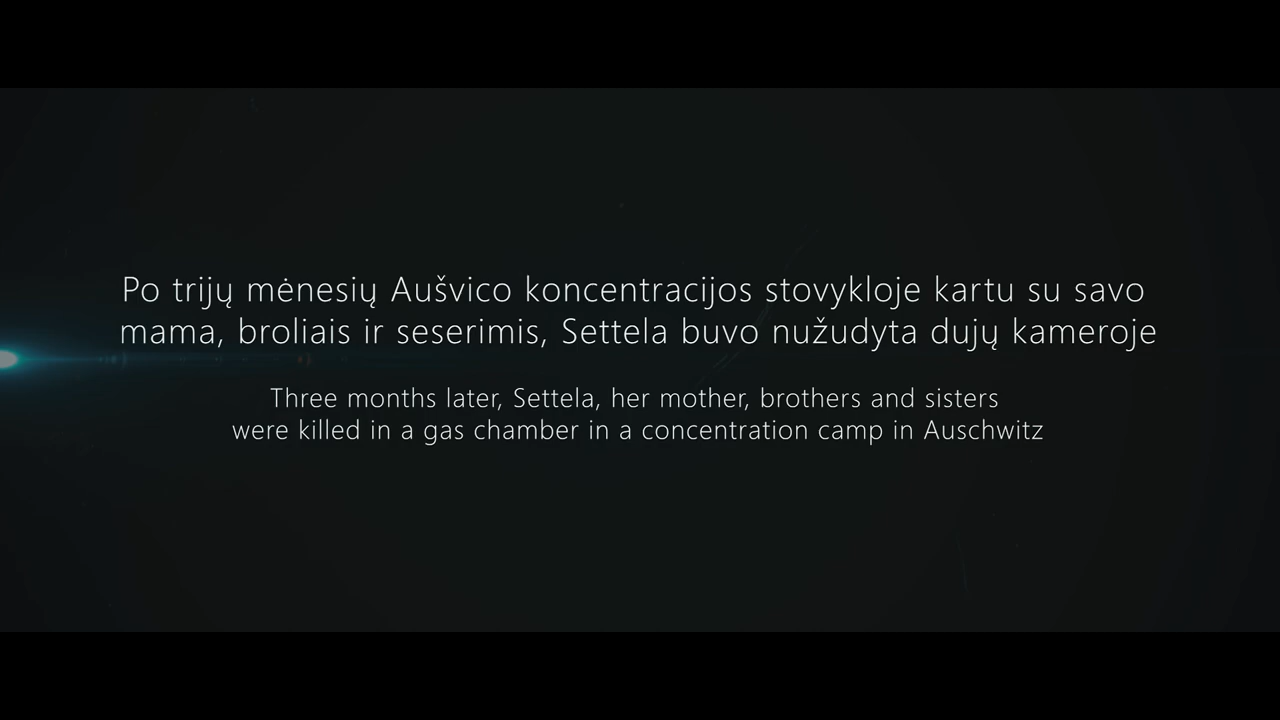 Po trijų mėnesių Aušvico koncentracijos stovykloje kartu su savo
mama, broliais ir seserimis, Settela buvo nužudyta dujų kameroje
Three months later, Settela, her mother, brothers and sisters
were killed in a gas chamber in a concentration camp in Auschwitz